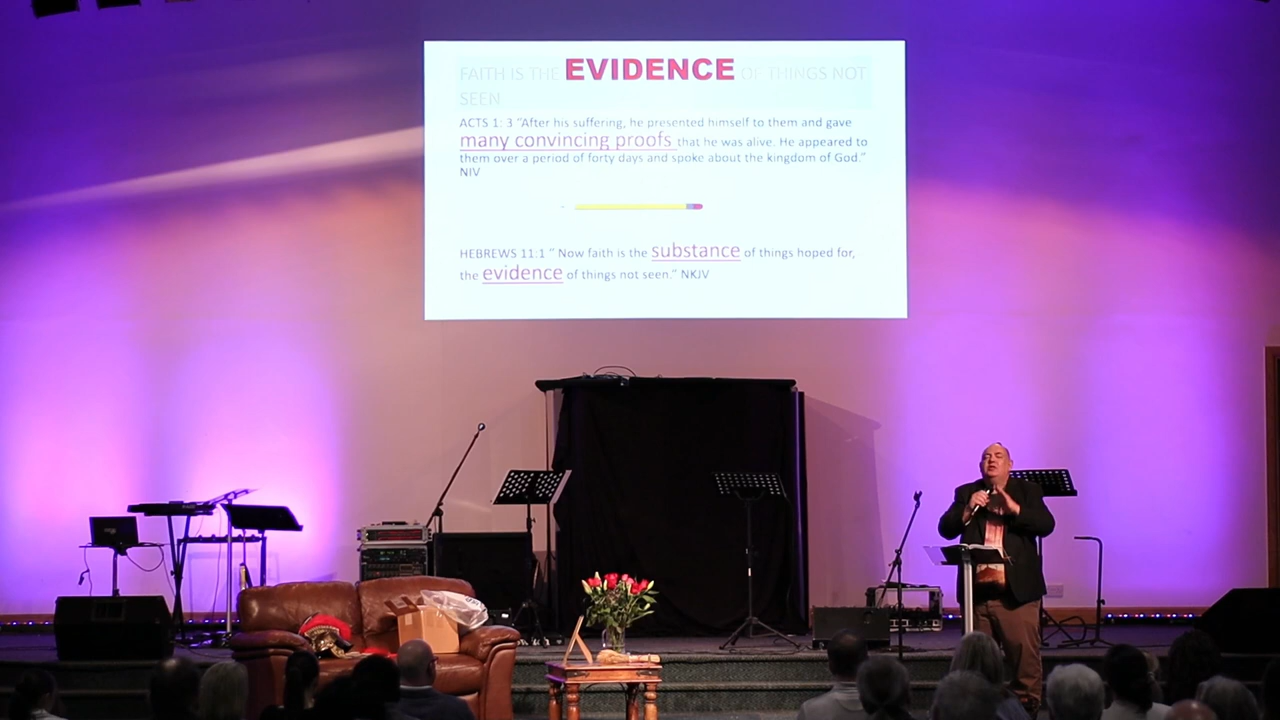 FAITH IS THE EVIDENCE OF THINGS NOT
SEEN
ACTS 1: 3 “After his suffering, he presented himself to them and gave
many convincing proofs that he was alive. He appeared to
them over a period of forty days and spoke about the kingdom of God.”
NIV
HEBREWS 11:1 “ Now faith is the substance of things hoped for,
the evidence of things not seen.” NKJV